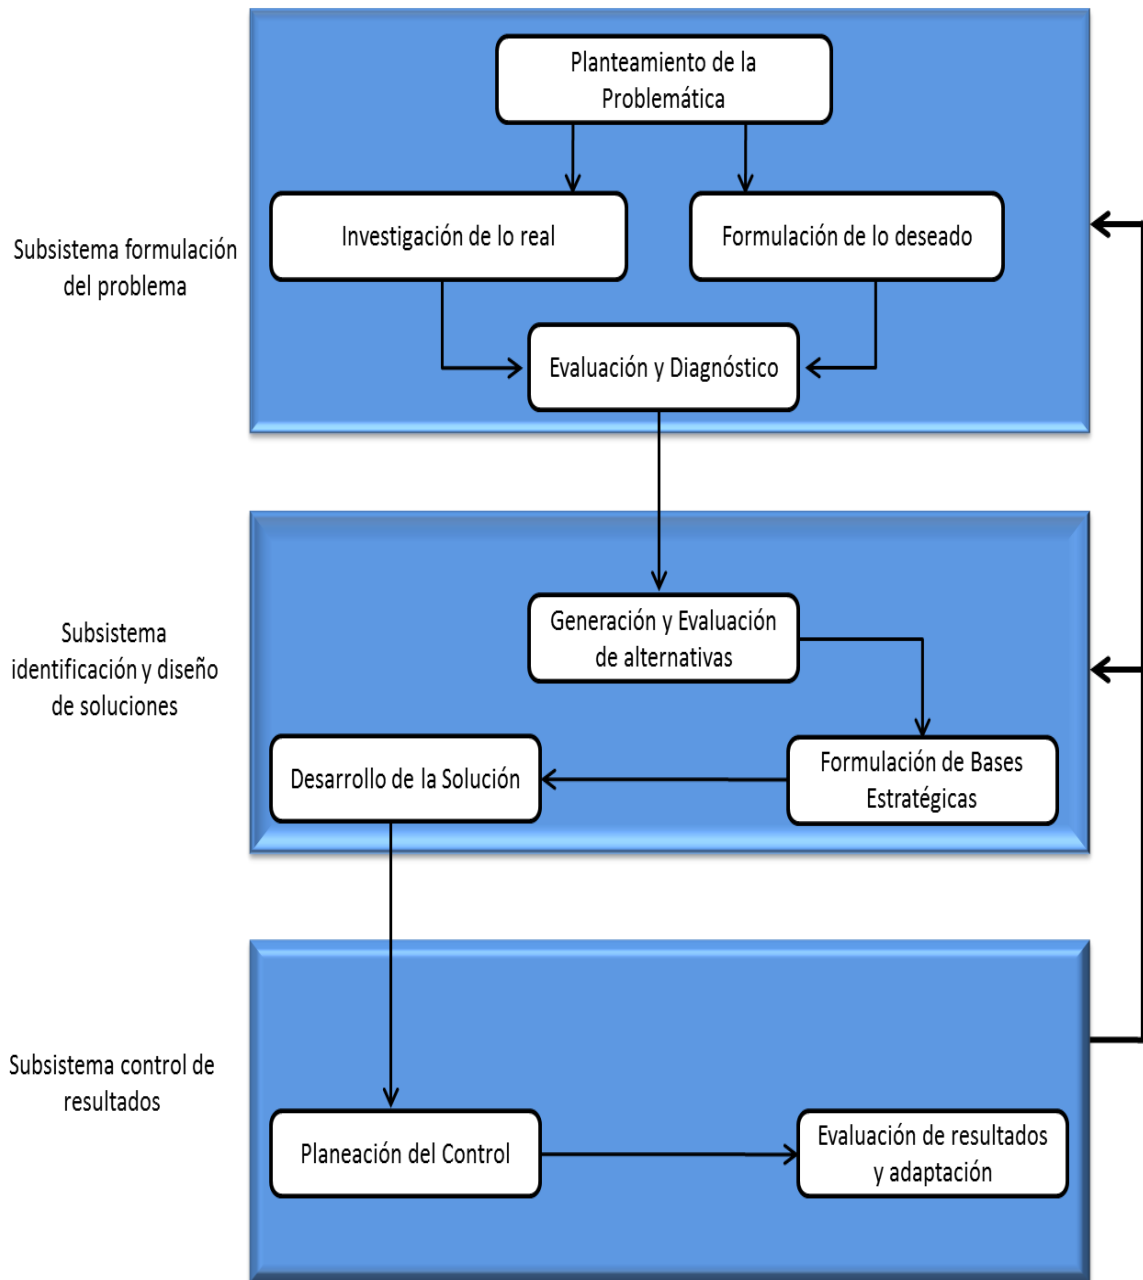 Planteamiento de la
Problemática
Investigación de lo real
Formulación de lo deseado
Subsistema formulación
del problema
Evaluación y Diagnóstico
Generación y Evaluación
de alternativas
Subsistema
identificación y diseño
de soluciones
Formulación de Bases
Estratégicas
Desarrollo de la Solución
Subsistema control de
resultados
Planeación del Control
Evaluación de resultados
y adaptación